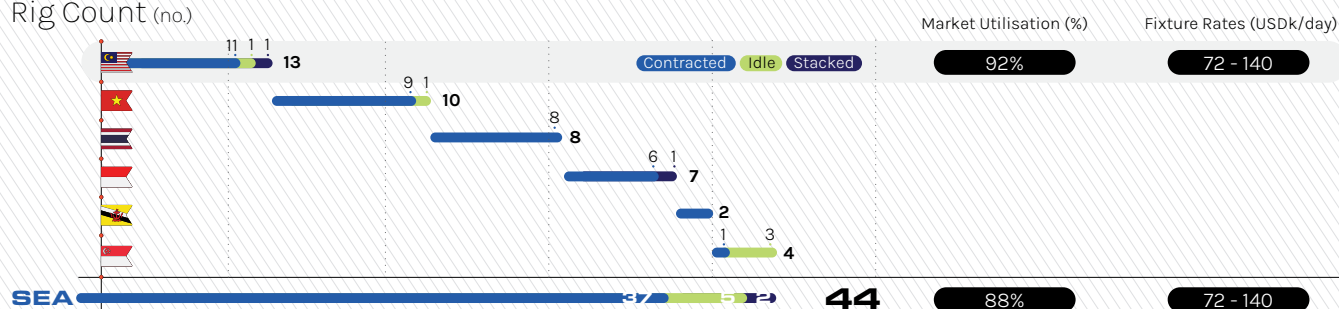 Rig Count (no.)
Market Utilisation (%) Fixture Rates (USDk/day)
11 1 1
13 Contracted Idle Stacked 92% 72 - 140
9 1
10
8
8
6 1
7
2
1 3
4
SEA 37 5 2 44 88% 72 - 140